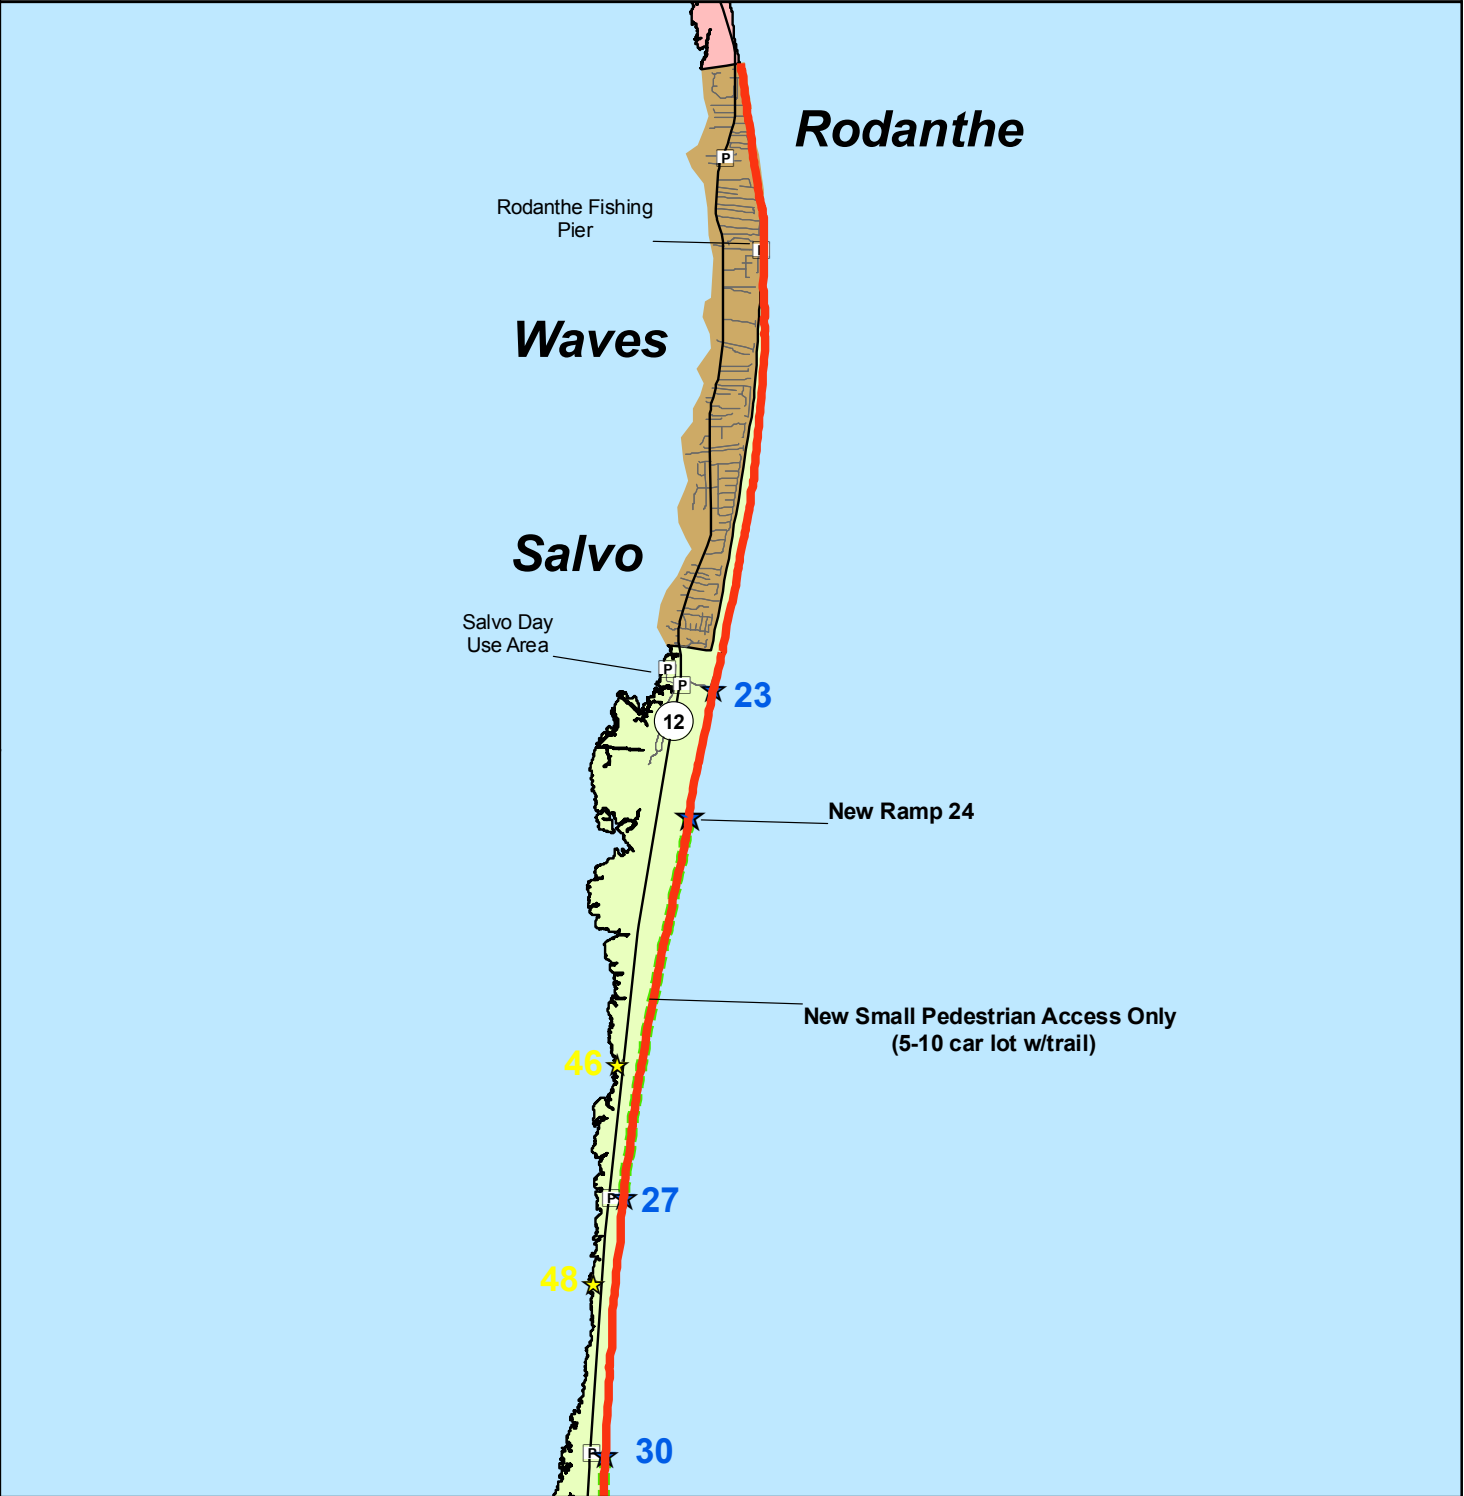 Rodanthe
P
Rodanthe Fishing
Pier
Waves
Salvo
Salvo Day
Use Area
P
P
23
12
New Ramp 24
New Small Pedestrian Access Only
(5-10 car lot w/trail)
46
P
27
48
P
30